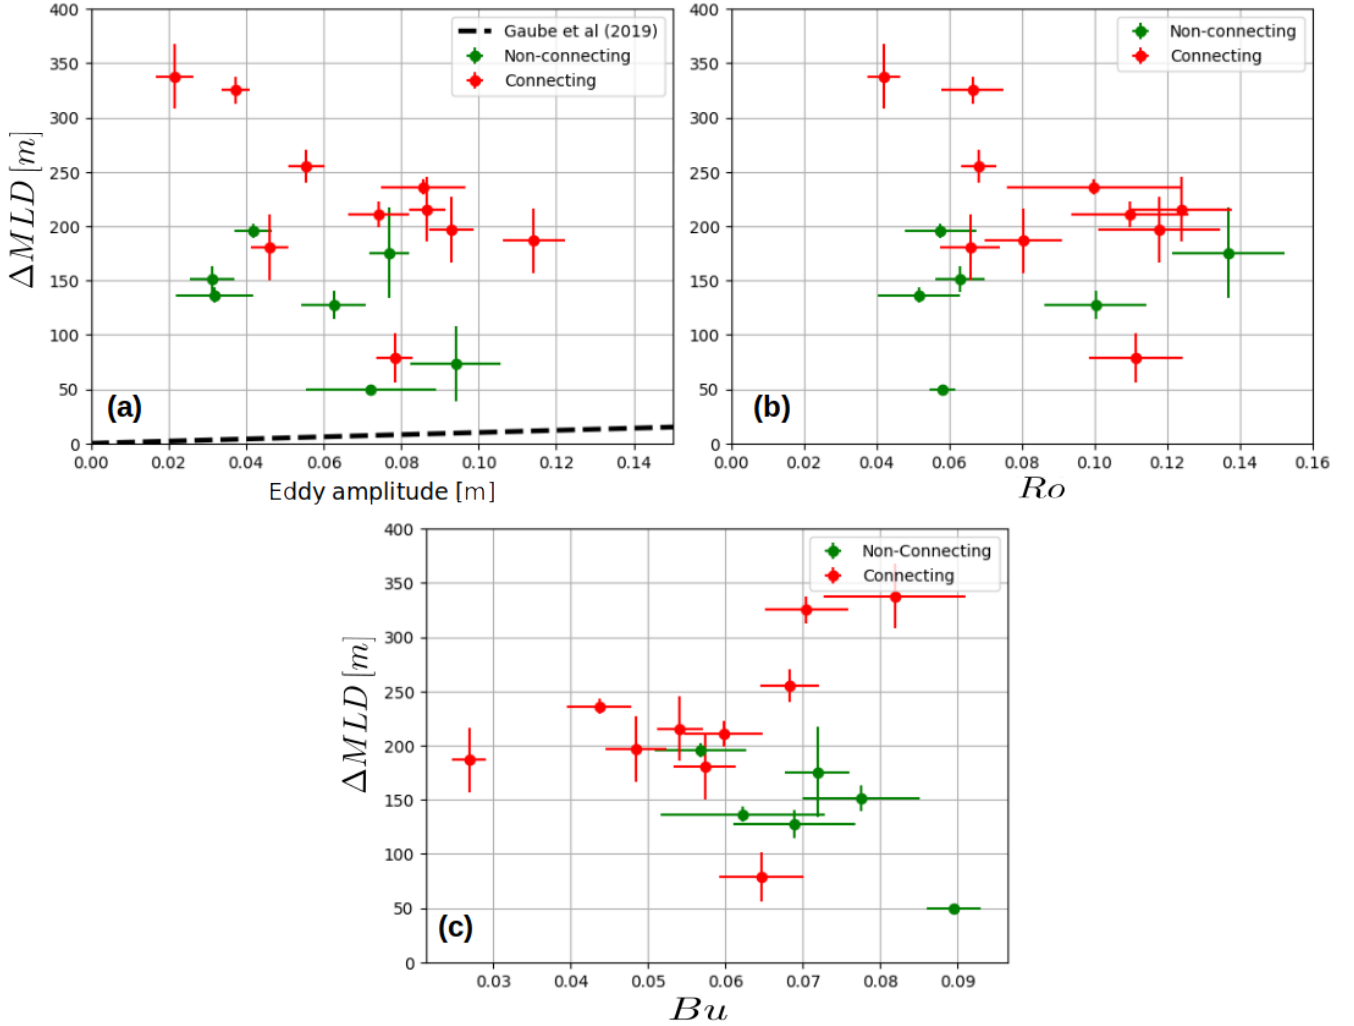 400
350
300
250
200
150
100
50
0
ΔMLD [m]
Gaube et al (2019)
Non-connecting
Connecting
(a)
0.00 0.02 0.04 0.06 0.08 0.10 0.12 0.14
Eddy amplitude [m]
400
350
300
250
200
150
100
50
0
Non-connecting
Connecting
(b)
0.00 0.02 0.04 0.06 0.08 0.10 0.12 0.14 0.16
Ro
400
350
300
250
200
150
100
50
0
ΔMLD [m]
Non-Connecting
Connecting
(c)
0.03 0.04 0.05 0.06 0.07 0.08 0.09
Bu